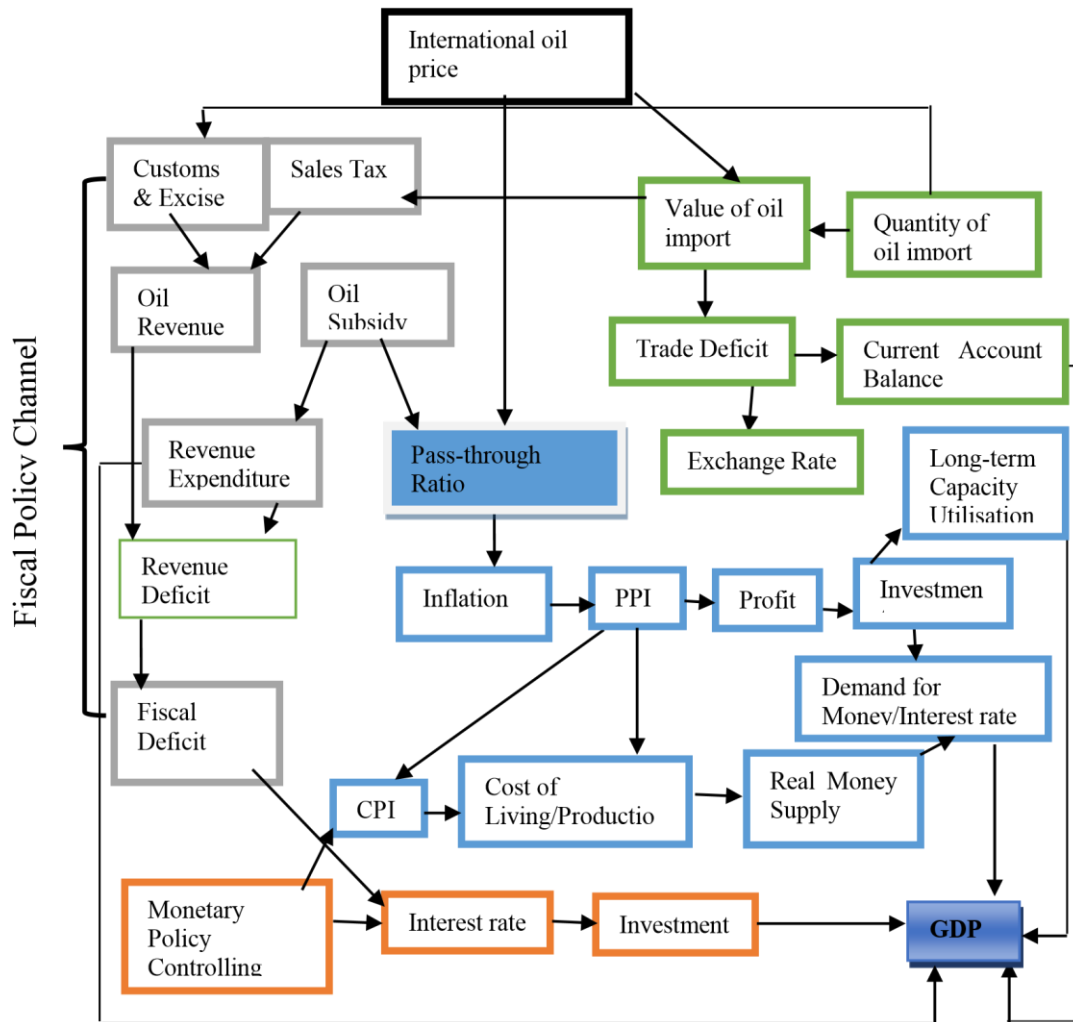 International oil
price
Customs
& Excise
Sales Tax
Value of oil
import
Quantity of
oil import
Oil
Revenue
Oil
Subsidy
Trade Deficit
Current Account
Balance
Fiscal Policy Channel
Revenue
Expenditure
Pass-through
Ratio
Exchange Rate
Long-term
Capacity
Utilisation
Revenue
Deficit
Inflation
PPI
Profit
Investmen
Fiscal
Deficit
Demand for
Money/Interest rate
CPI
Cost of
Living/Productio
Real Money
Supply
Monetary
Policy
Controlling
Interest rate
Investment
GDP